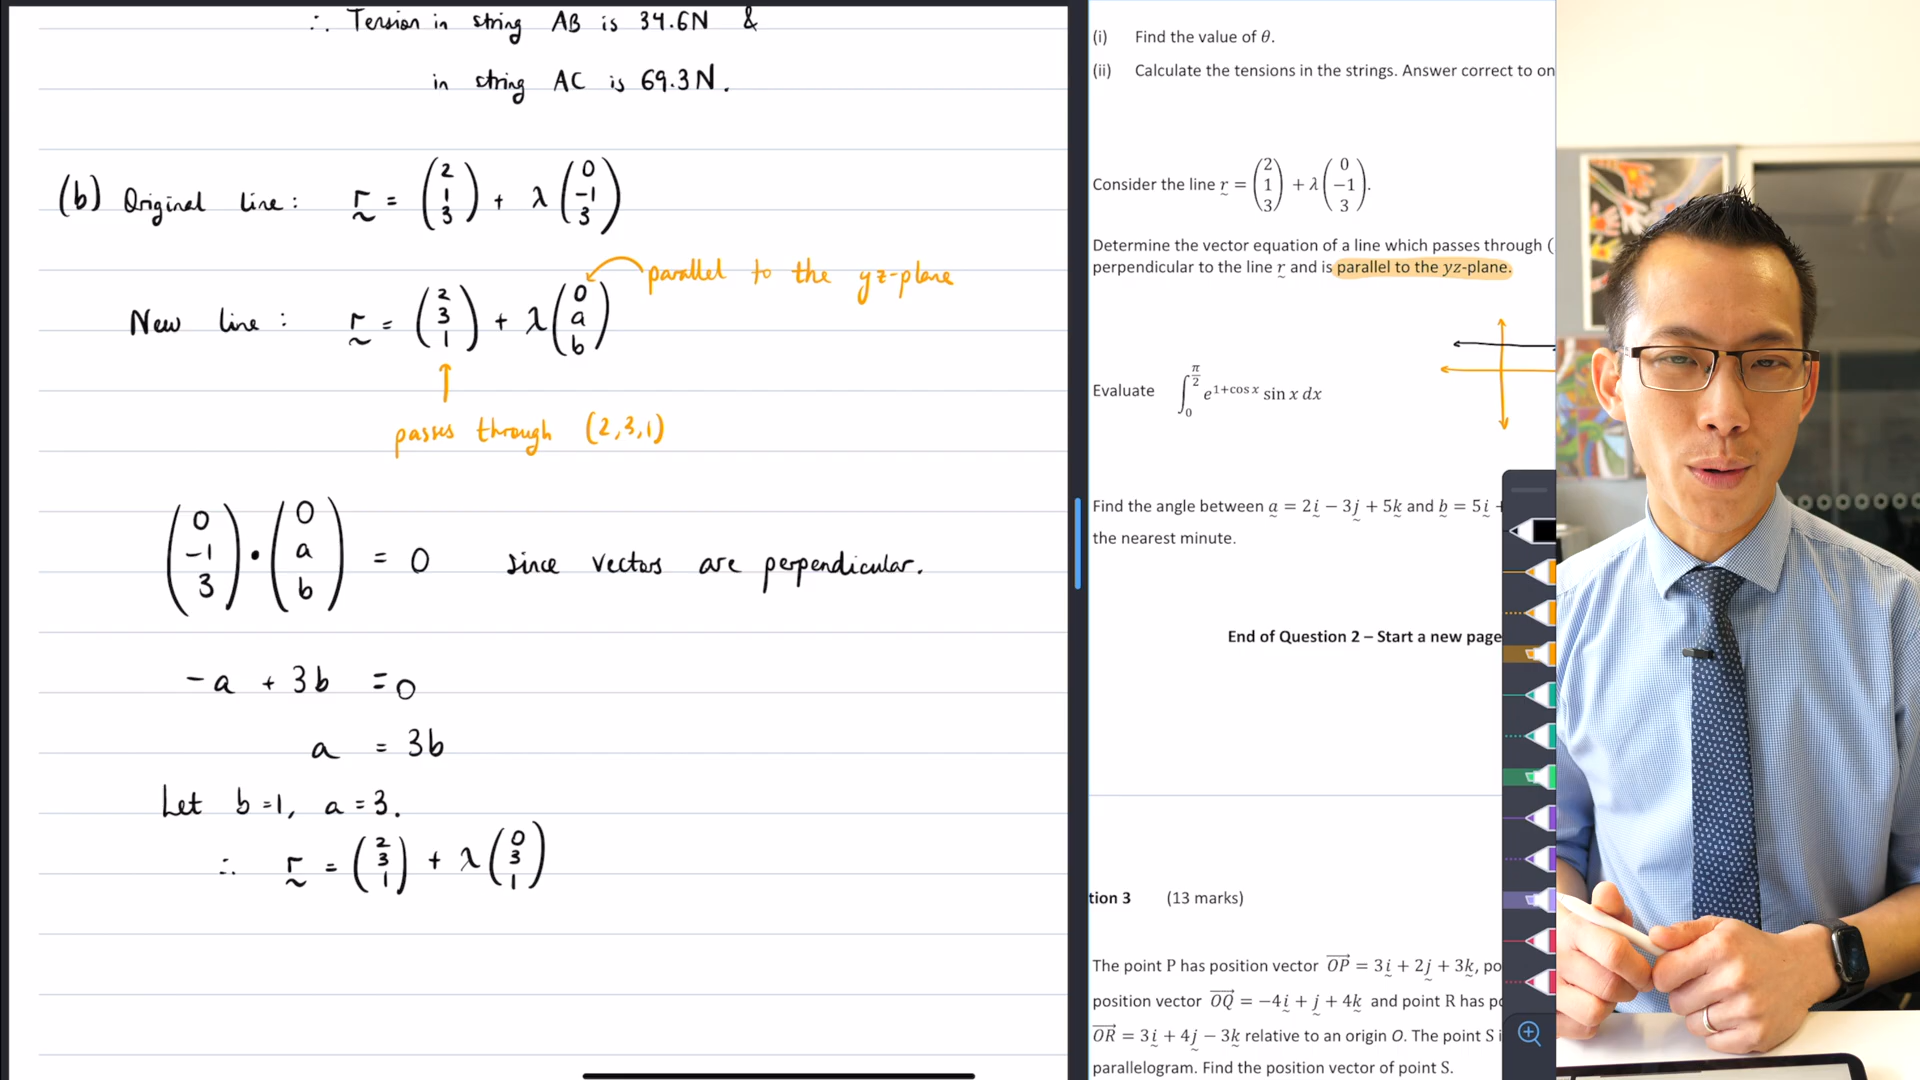 ∴ Tension in string AB is 34.6N &
in string AC is 69.3N.
(b) Original line: r = (2 1 3) + λ (0 -1 3)
parallel to the yz-plane
New line: r = (2 3 1) + λ (0 a b)
↑
passes through (2,3,1)
(0 -1 3) • (0 a b) = 0 since vectors are perpendicular.
-a + 3b = 0
a = 3b
Let b=1, a=3.
∴ r = (2 3 1) + λ (0 3 1)
(i) Find the value of θ.
(ii) Calculate the tensions in the strings. Answer correct to on
Consider the line r = (2 1 3) + λ (0 −1 3).
Determine the vector equation of a line which passes through (
perpendicular to the line r and is parallel to the yz-plane.
Evaluate ∫₀^(π/2) e^(1+cos x) sin x dx
Find the angle between a = 2i − 3j + 5k and b = 5i +
the nearest minute.
End of Question 2 – Start a new page
tion 3 (13 marks)
The point P has position vector OP = 3i + 2j + 3k, po
position vector OQ = −4i + j + 4k and point R has po
OR = 3i + 4j − 3k relative to an origin O. The point S i
parallelogram. Find the position vector of point S.